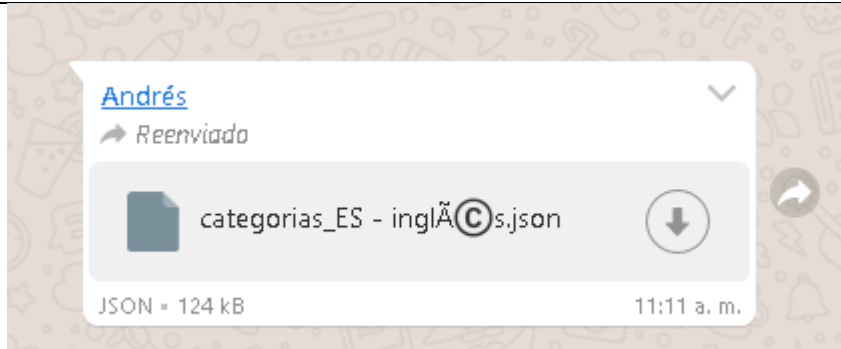 Andrés
Reenviado
categorias_ES - inglÃ©s.json
JSON • 124 kB
11:11 a. m.